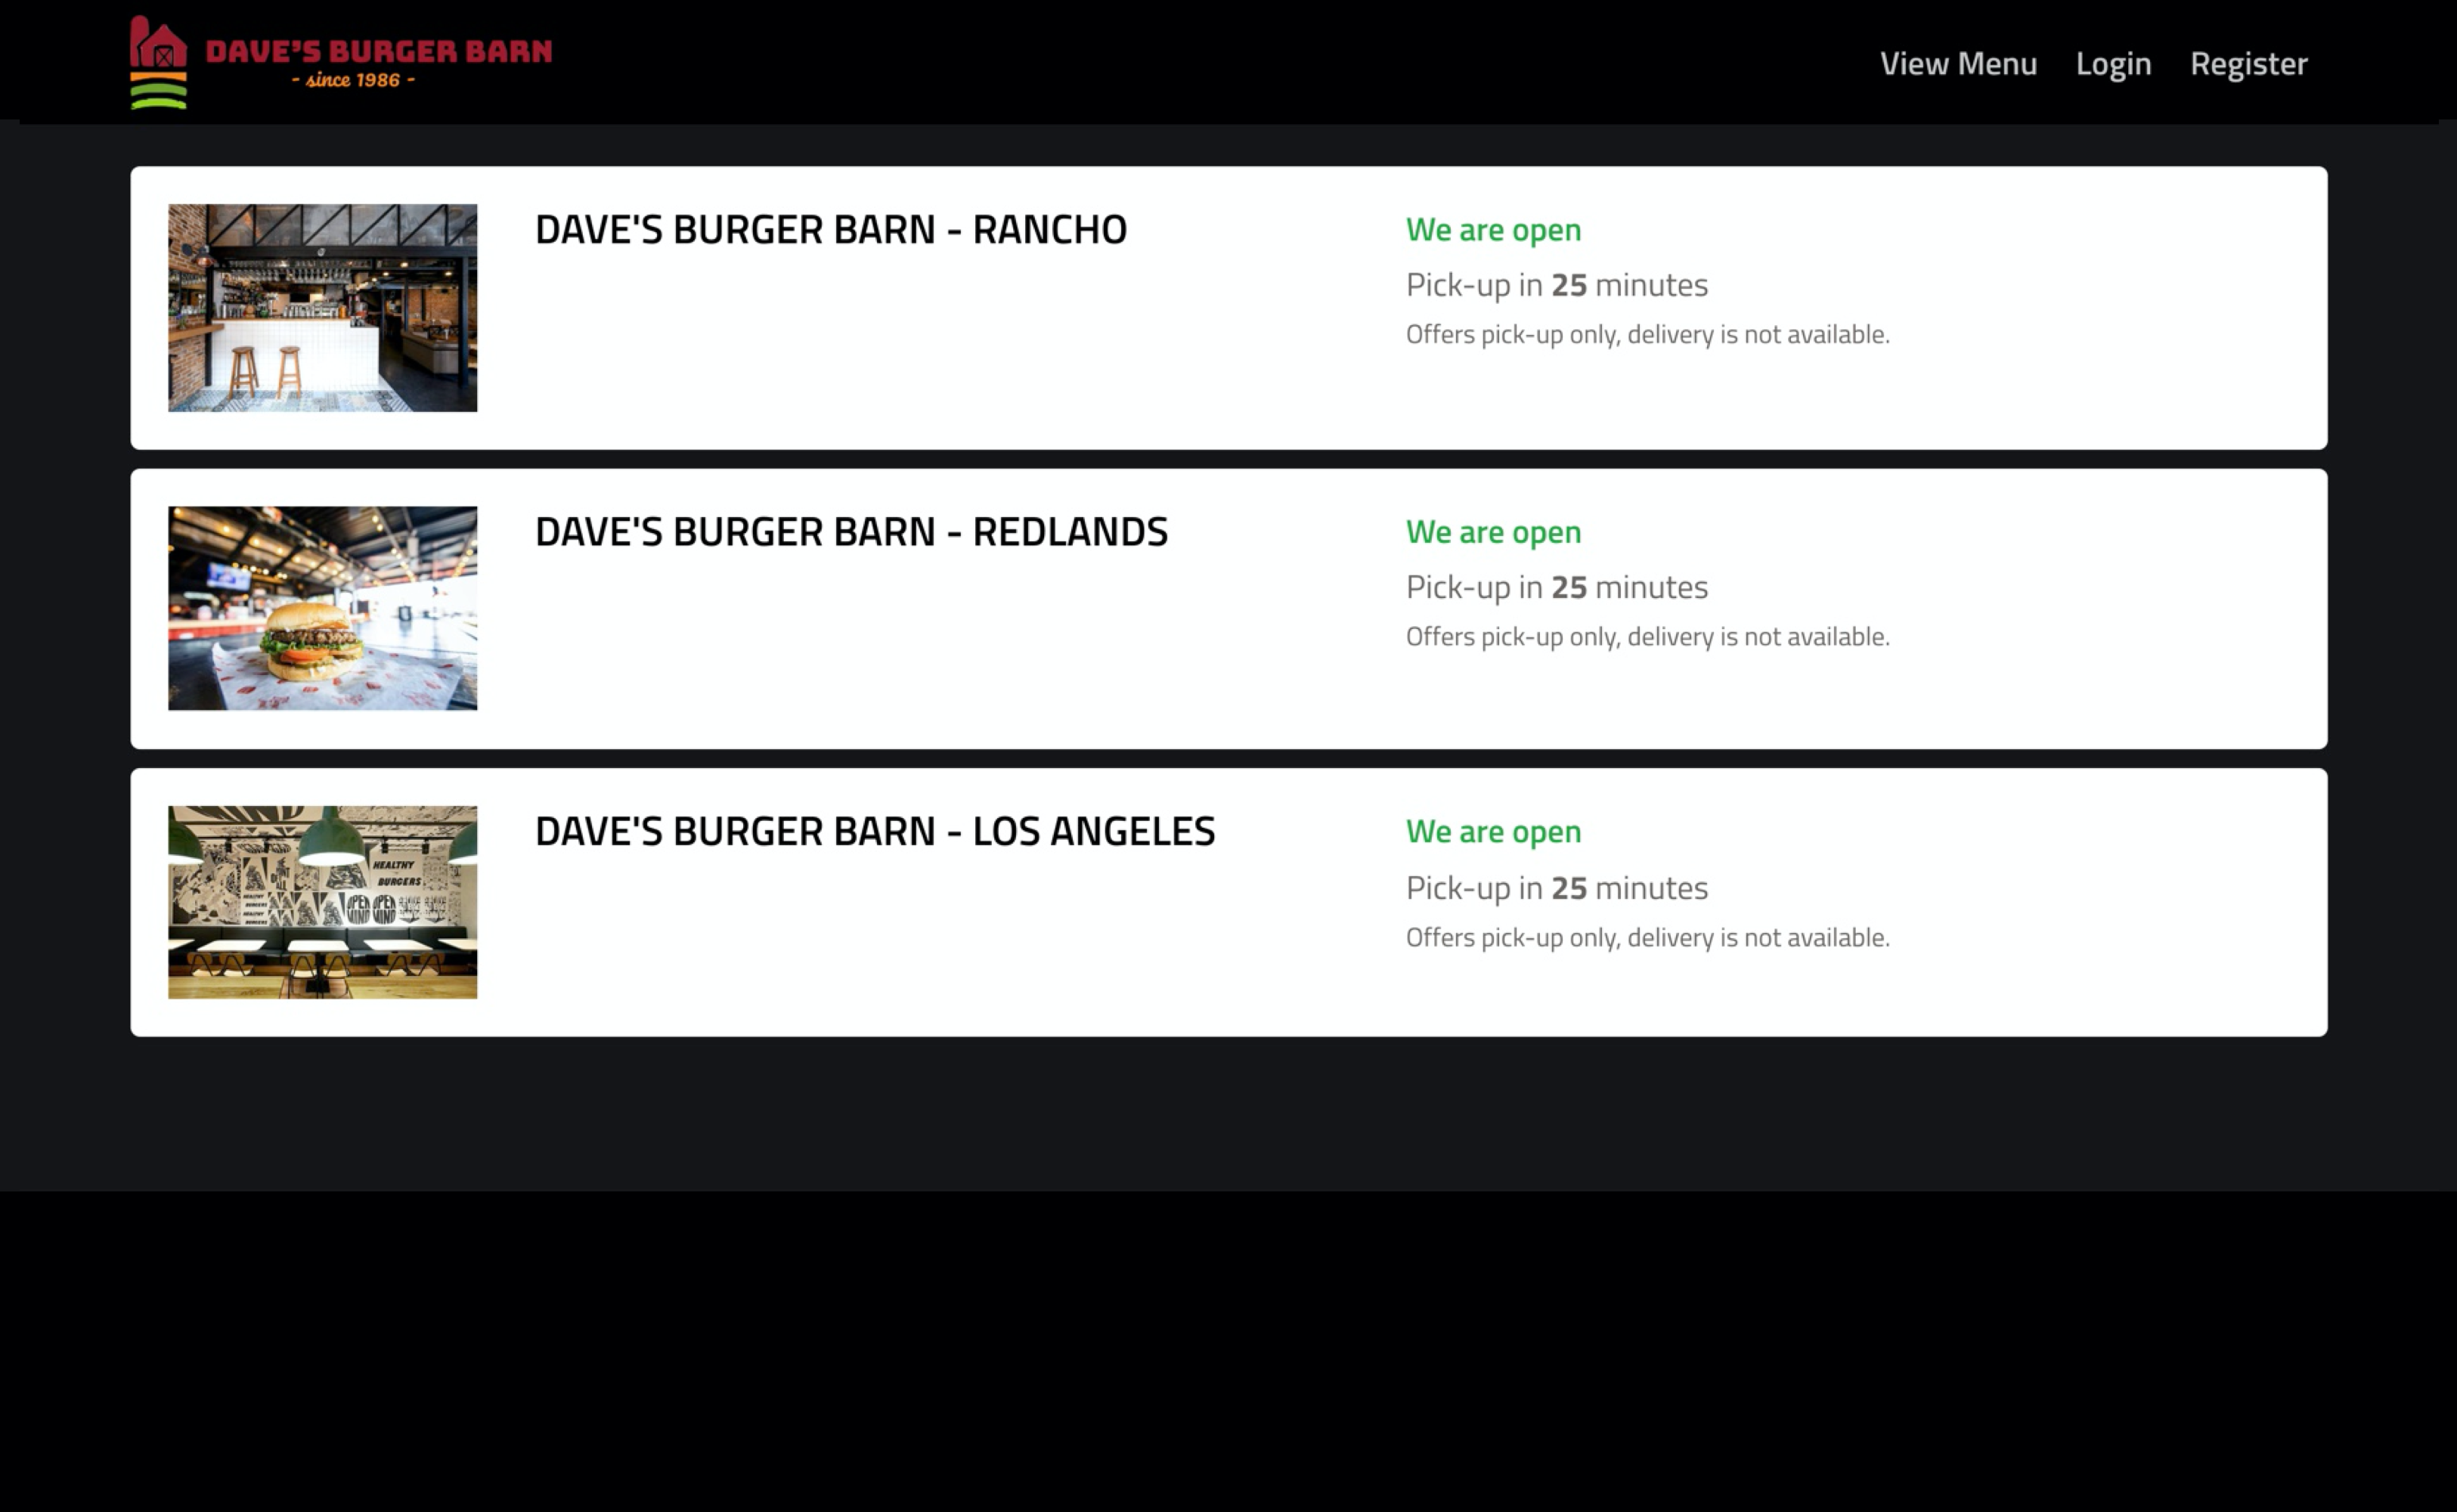 DAVE'S BURGER BARN
- since 1986 -
View Menu Login Register
DAVE'S BURGER BARN - RANCHO
We are open
Pick-up in 25 minutes
Offers pick-up only, delivery is not available.
DAVE'S BURGER BARN - REDLANDS
We are open
Pick-up in 25 minutes
Offers pick-up only, delivery is not available.
HEALTHY
BURGERS
HEALTHY
BURGERS
HEALTHY
BURGERS
OPEN OPEN
MIND MIND
DAVE'S BURGER BARN - LOS ANGELES
We are open
Pick-up in 25 minutes
Offers pick-up only, delivery is not available.